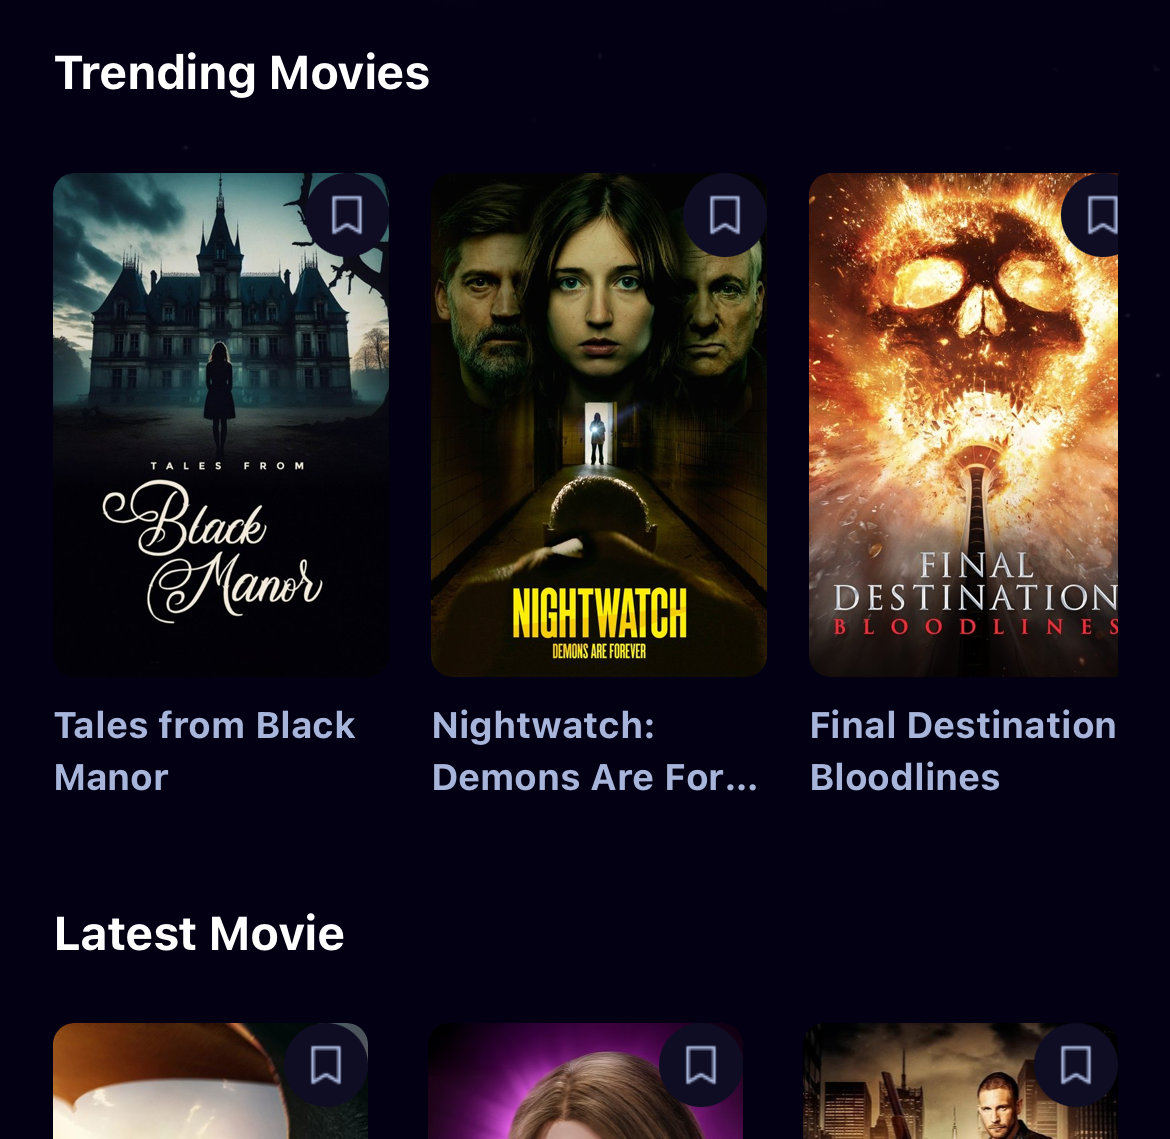 Trending Movies
TALES FROM
Black
Manor
NIGHTWATCH
DEMONS ARE FOREVER
FINAL
DESTINATION
BLOODLINES
Tales from Black
Manor
Nightwatch:
Demons Are For...
Final Destination
Bloodlines
Latest Movie